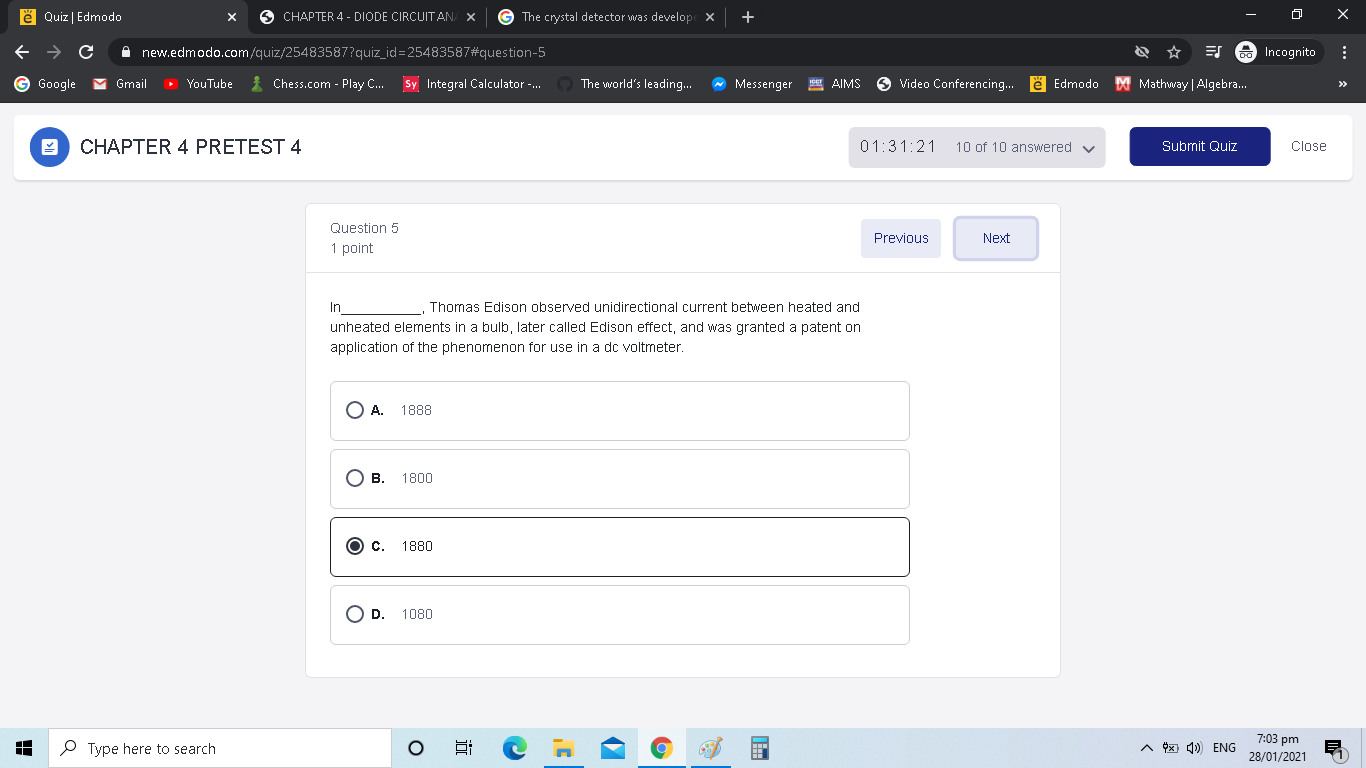 Quiz | Edmodo
CHAPTER 4 - DIODE CIRCUIT AN
The crystal detector was develope
new.edmodo.com/quiz/25483587?quiz_id=25483587#question-5
Incognito
Google Gmail YouTube Chess.com - Play C... Sy Integral Calculator -... The world's leading... Messenger AIMS Video Conferencing... Edmodo Mathway | Algebra... »
CHAPTER 4 PRETEST 4
01:31:21 10 of 10 answered
Submit Quiz
Close
Question 5
1 point
Previous
Next
In__________, Thomas Edison observed unidirectional current between heated and
unheated elements in a bulb, later called Edison effect, and was granted a patent on
application of the phenomenon for use in a dc voltmeter.
A. 1888
B. 1800
C. 1880
D. 1080
Type here to search
ENG
7:03 pm
28/01/2021
1